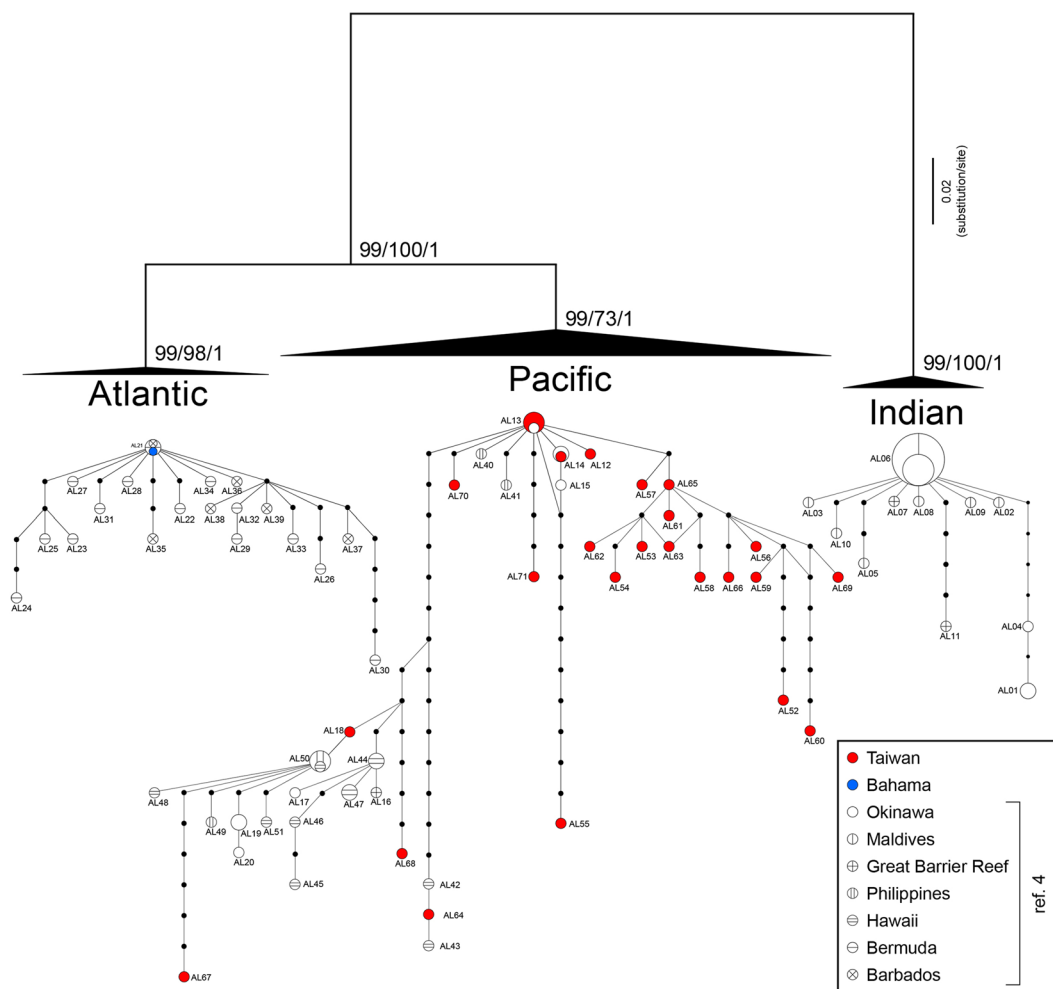 0.02
(substitution/site)
99/100/1
99/73/1
99/98/1
99/100/1
Atlantic
Pacific
Indian
AL21
AL27
AL28
AL34
AL36
AL31
AL22
AL38
AL32
AL39
AL25
AL23
AL35
AL29
AL33
AL37
AL26
AL24
AL30
AL13
AL40
AL14
AL12
AL70
AL41
AL15
AL57
AL65
AL61
AL62
AL53
AL63
AL56
AL71
AL54
AL58
AL66
AL59
AL69
AL52
AL60
AL18
AL50
AL44
AL48
AL49
AL19
AL51
AL17
AL46
AL47
AL16
AL20
AL45
AL68
AL55
AL42
AL64
AL43
AL67
AL06
AL03
AL07
AL08
AL09
AL02
AL10
AL05
AL11
AL04
AL01
Taiwan
Bahama
Okinawa
Maldives
Great Barrier Reef
Philippines
Hawaii
Bermuda
Barbados
ref. 4